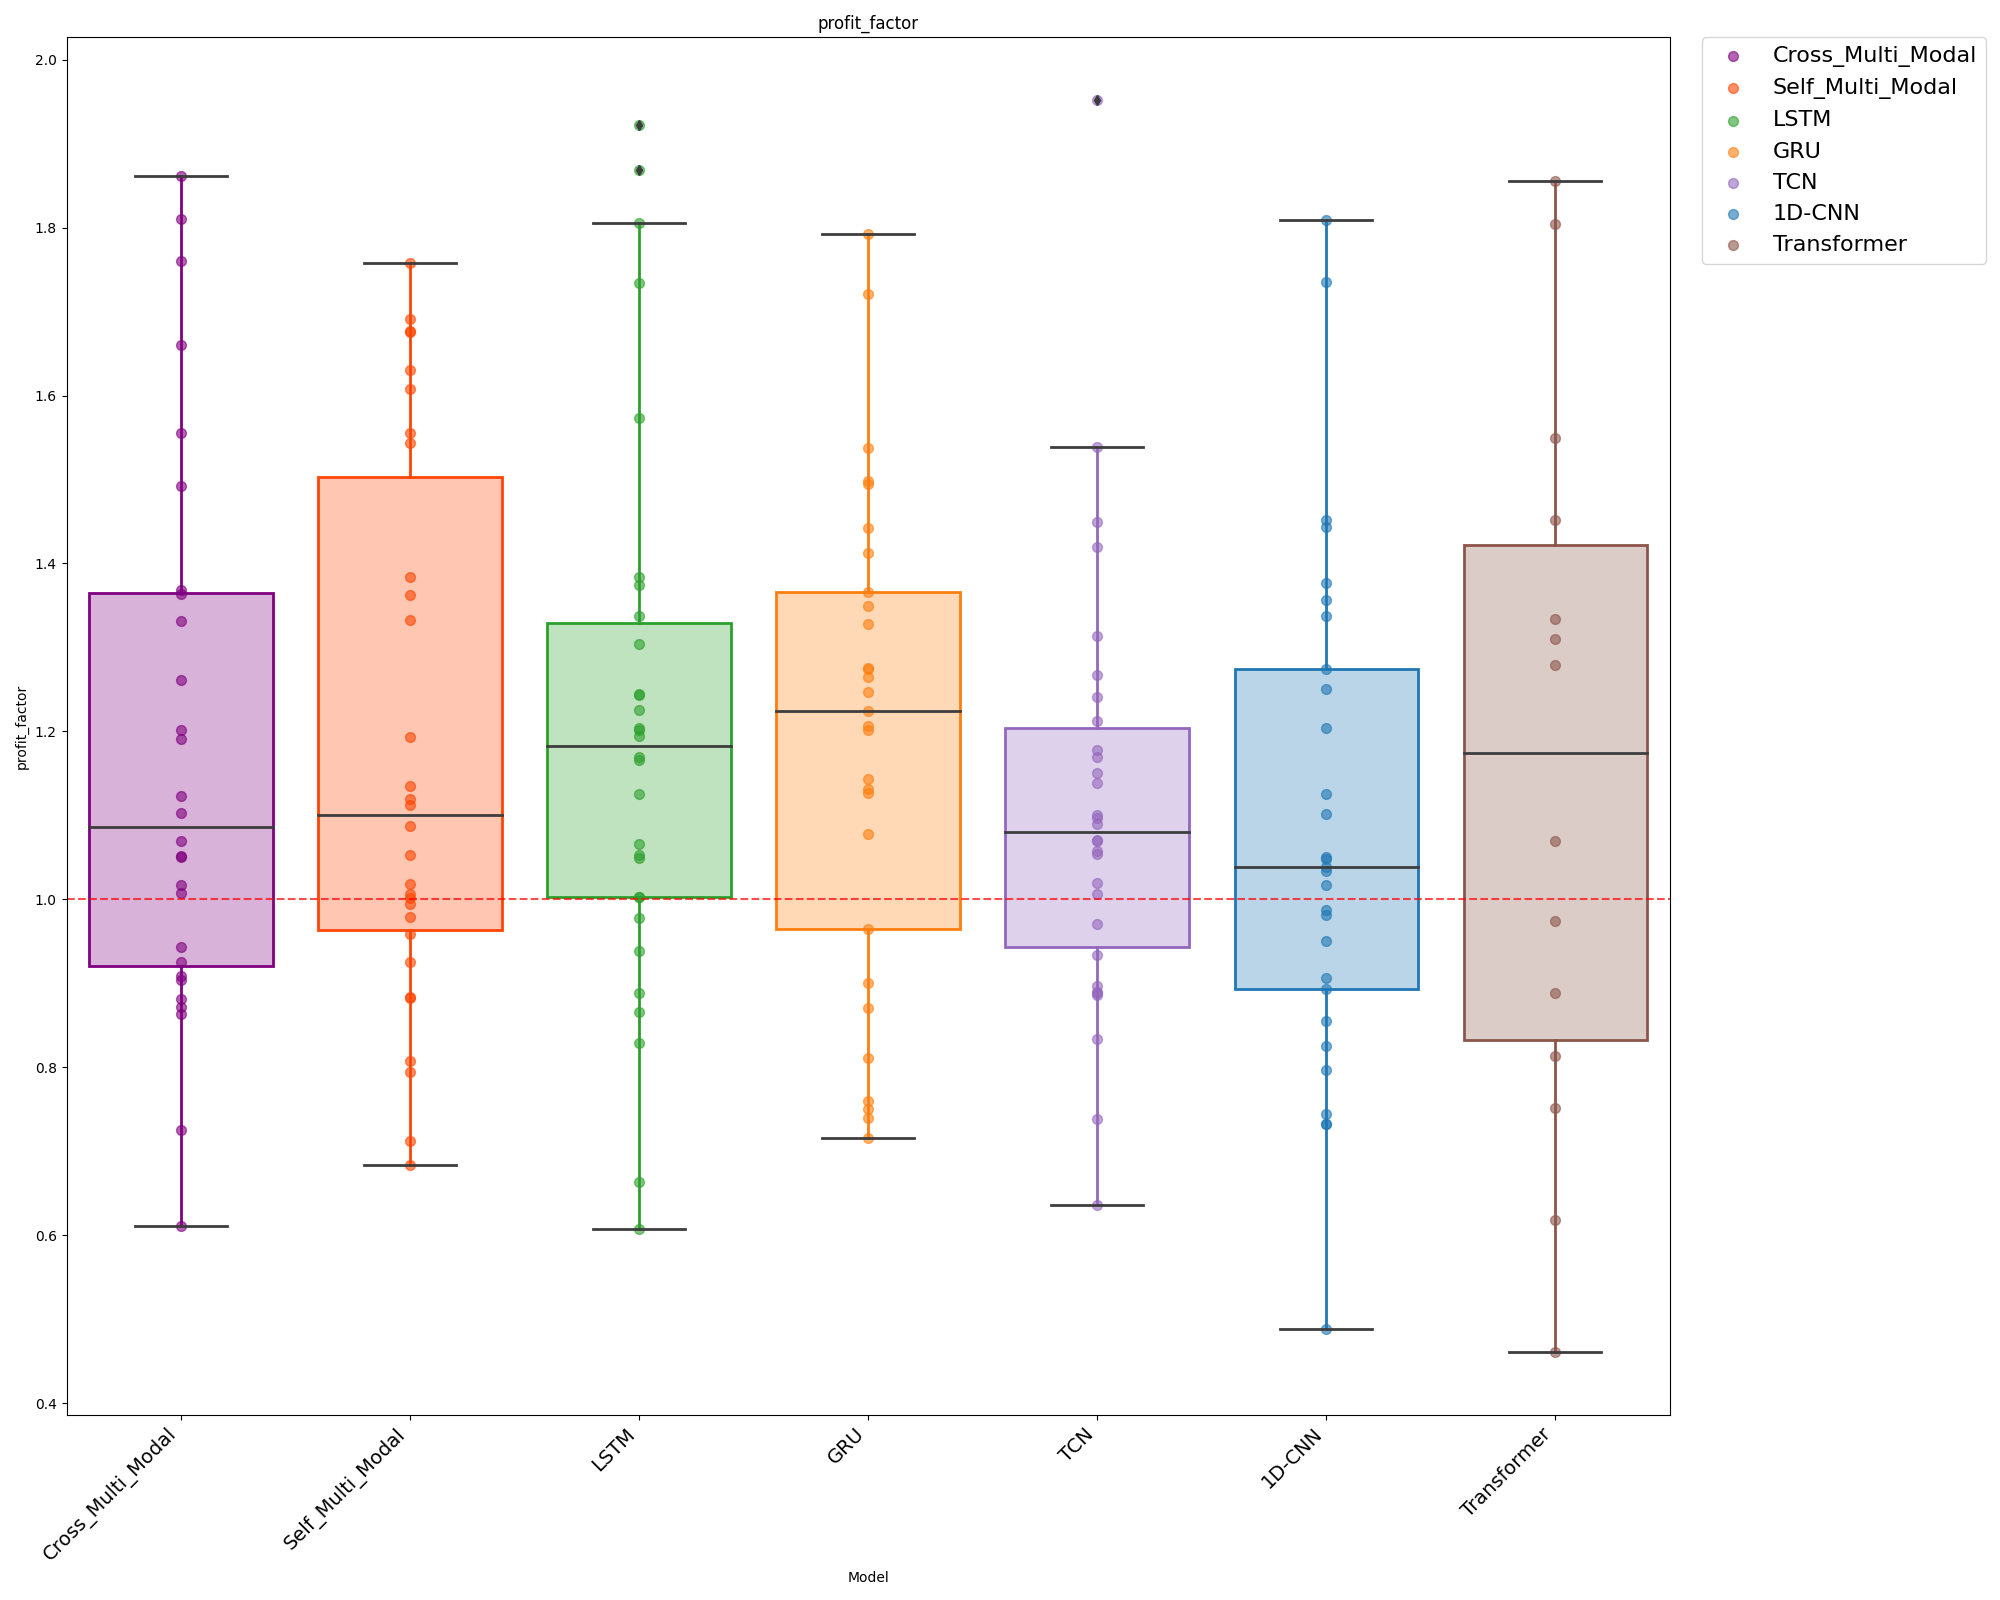 profit_factor
Cross_Multi_Modal
Self_Multi_Modal
LSTM
GRU
TCN
1D-CNN
Transformer
profit_factor
2.0
1.8
1.6
1.4
1.2
1.0
0.8
0.6
0.4
Cross_Multi_Modal
Self_Multi_Modal
LSTM
GRU
TCN
1D-CNN
Transformer
Model